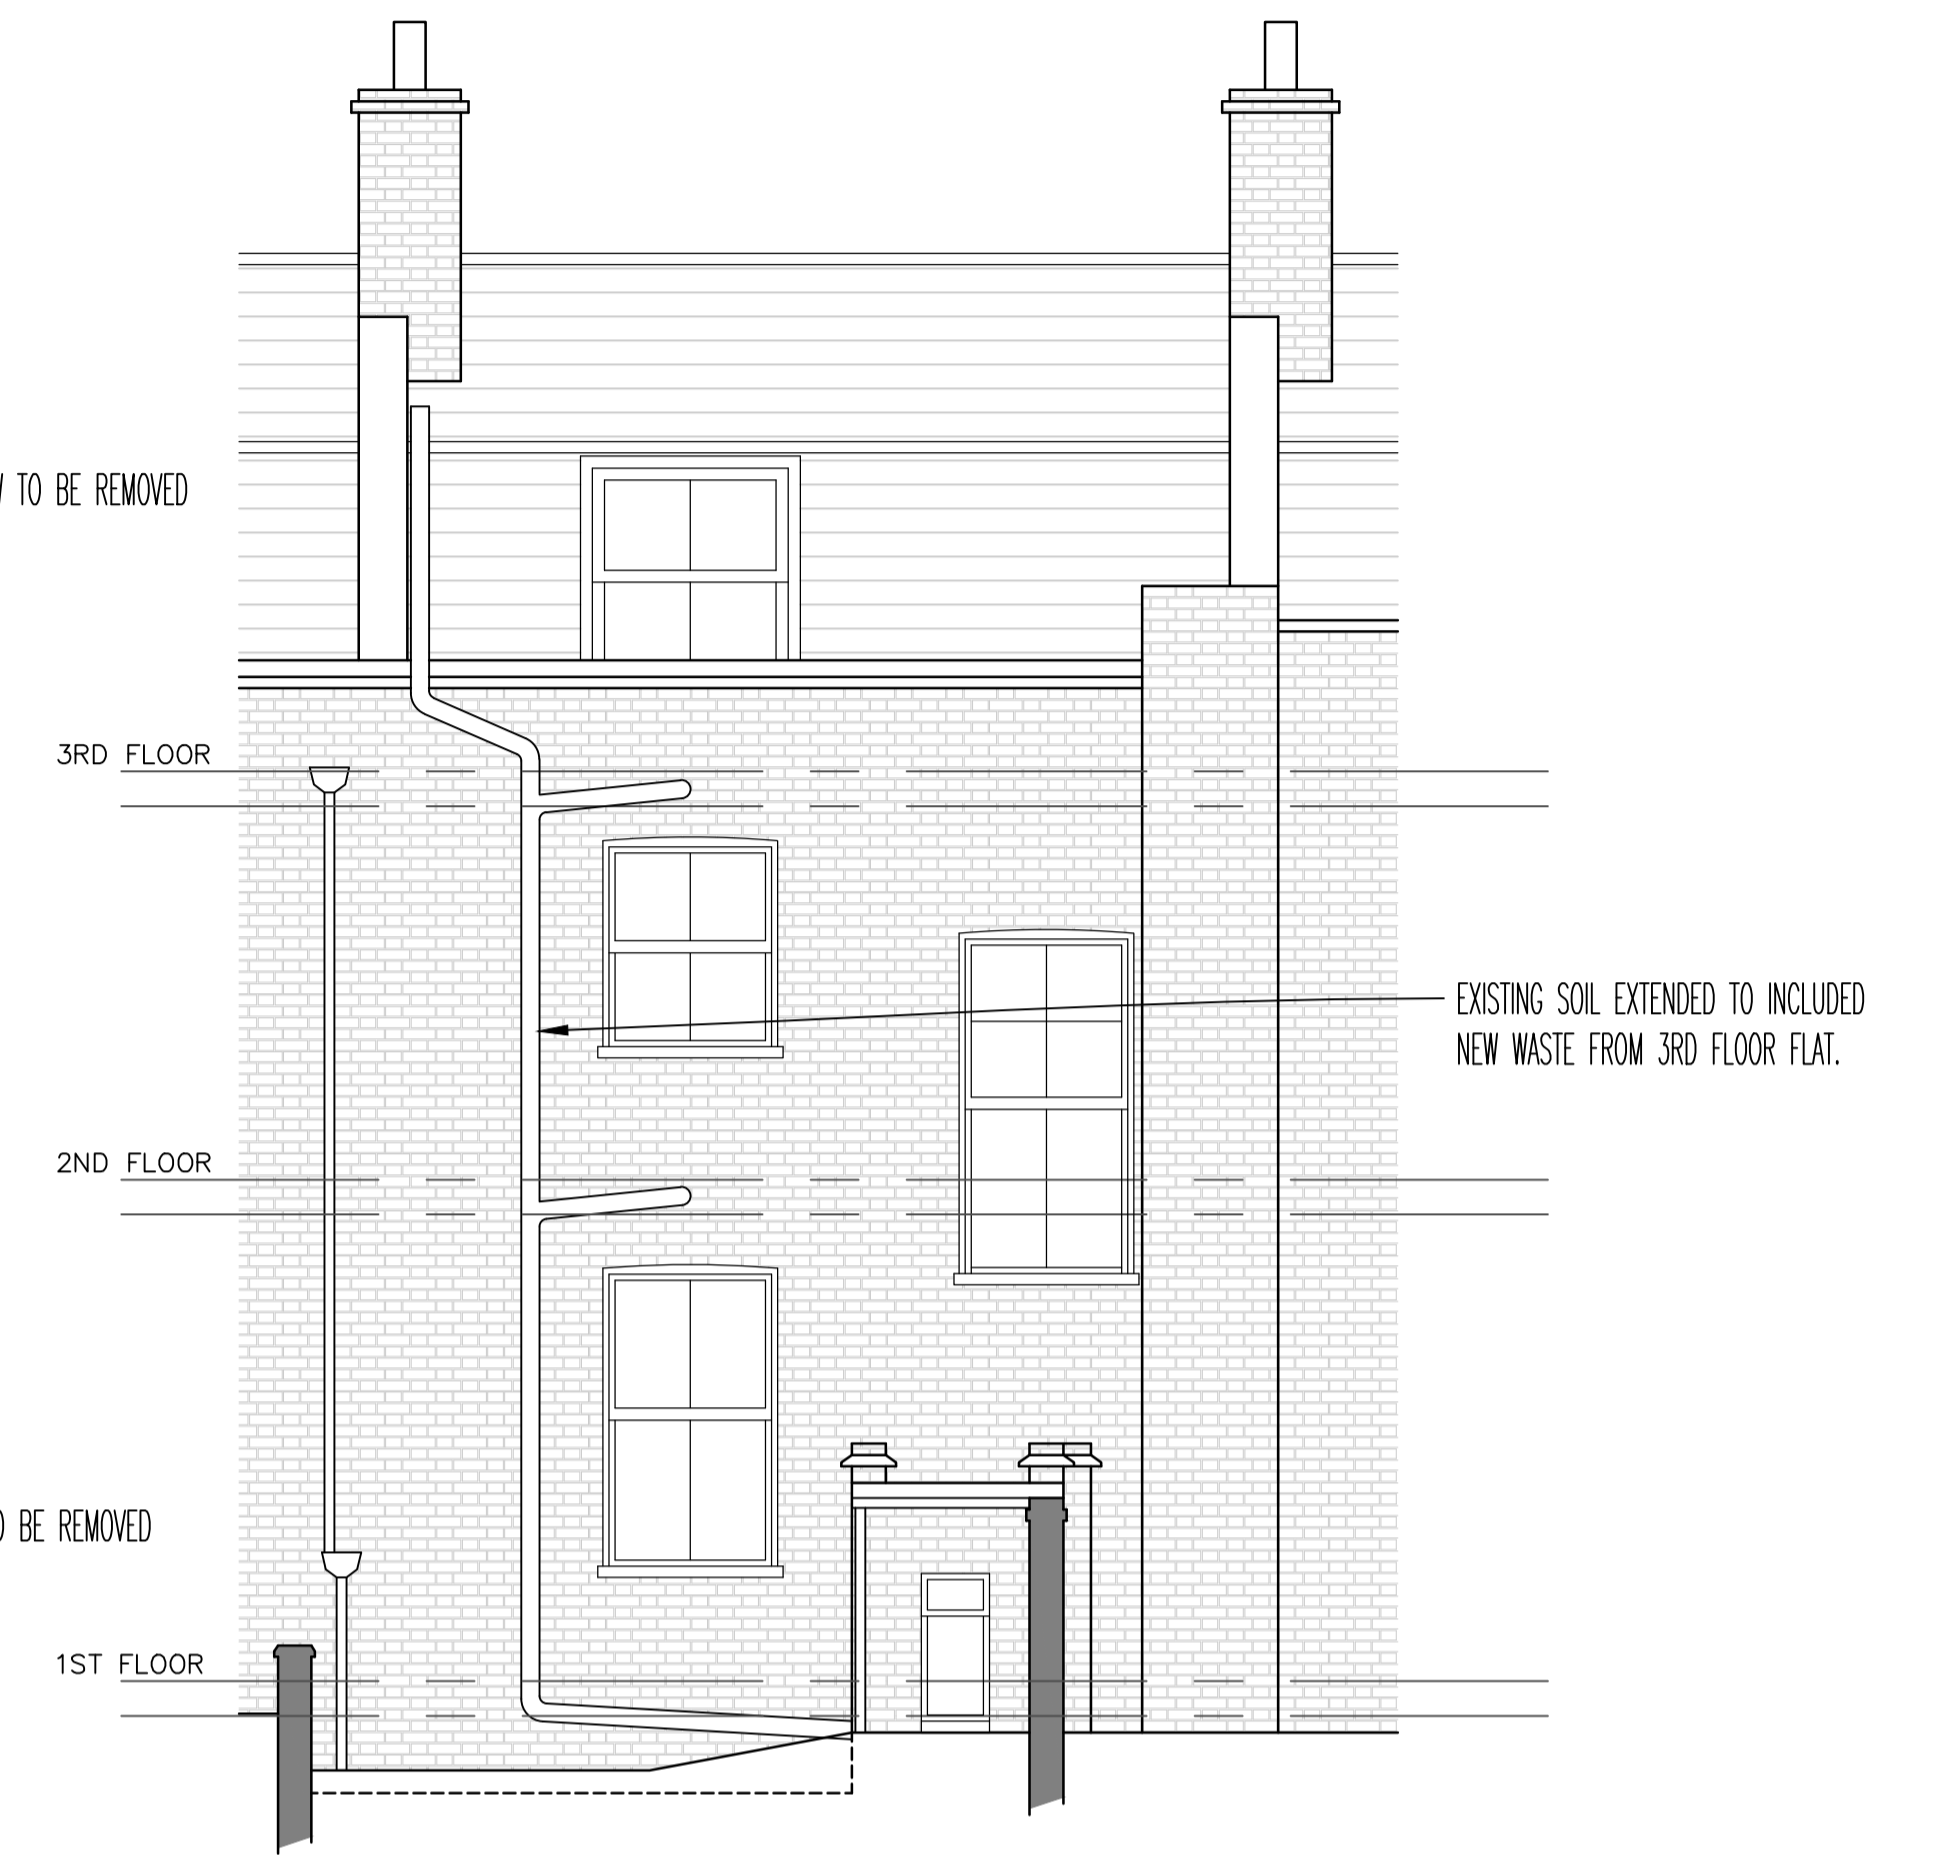 TO BE REMOVED
3RD FLOOR
EXISTING SOIL EXTENDED TO INCLUDED
NEW WASTE FROM 3RD FLOOR FLAT.
2ND FLOOR
BE REMOVED
1ST FLOOR